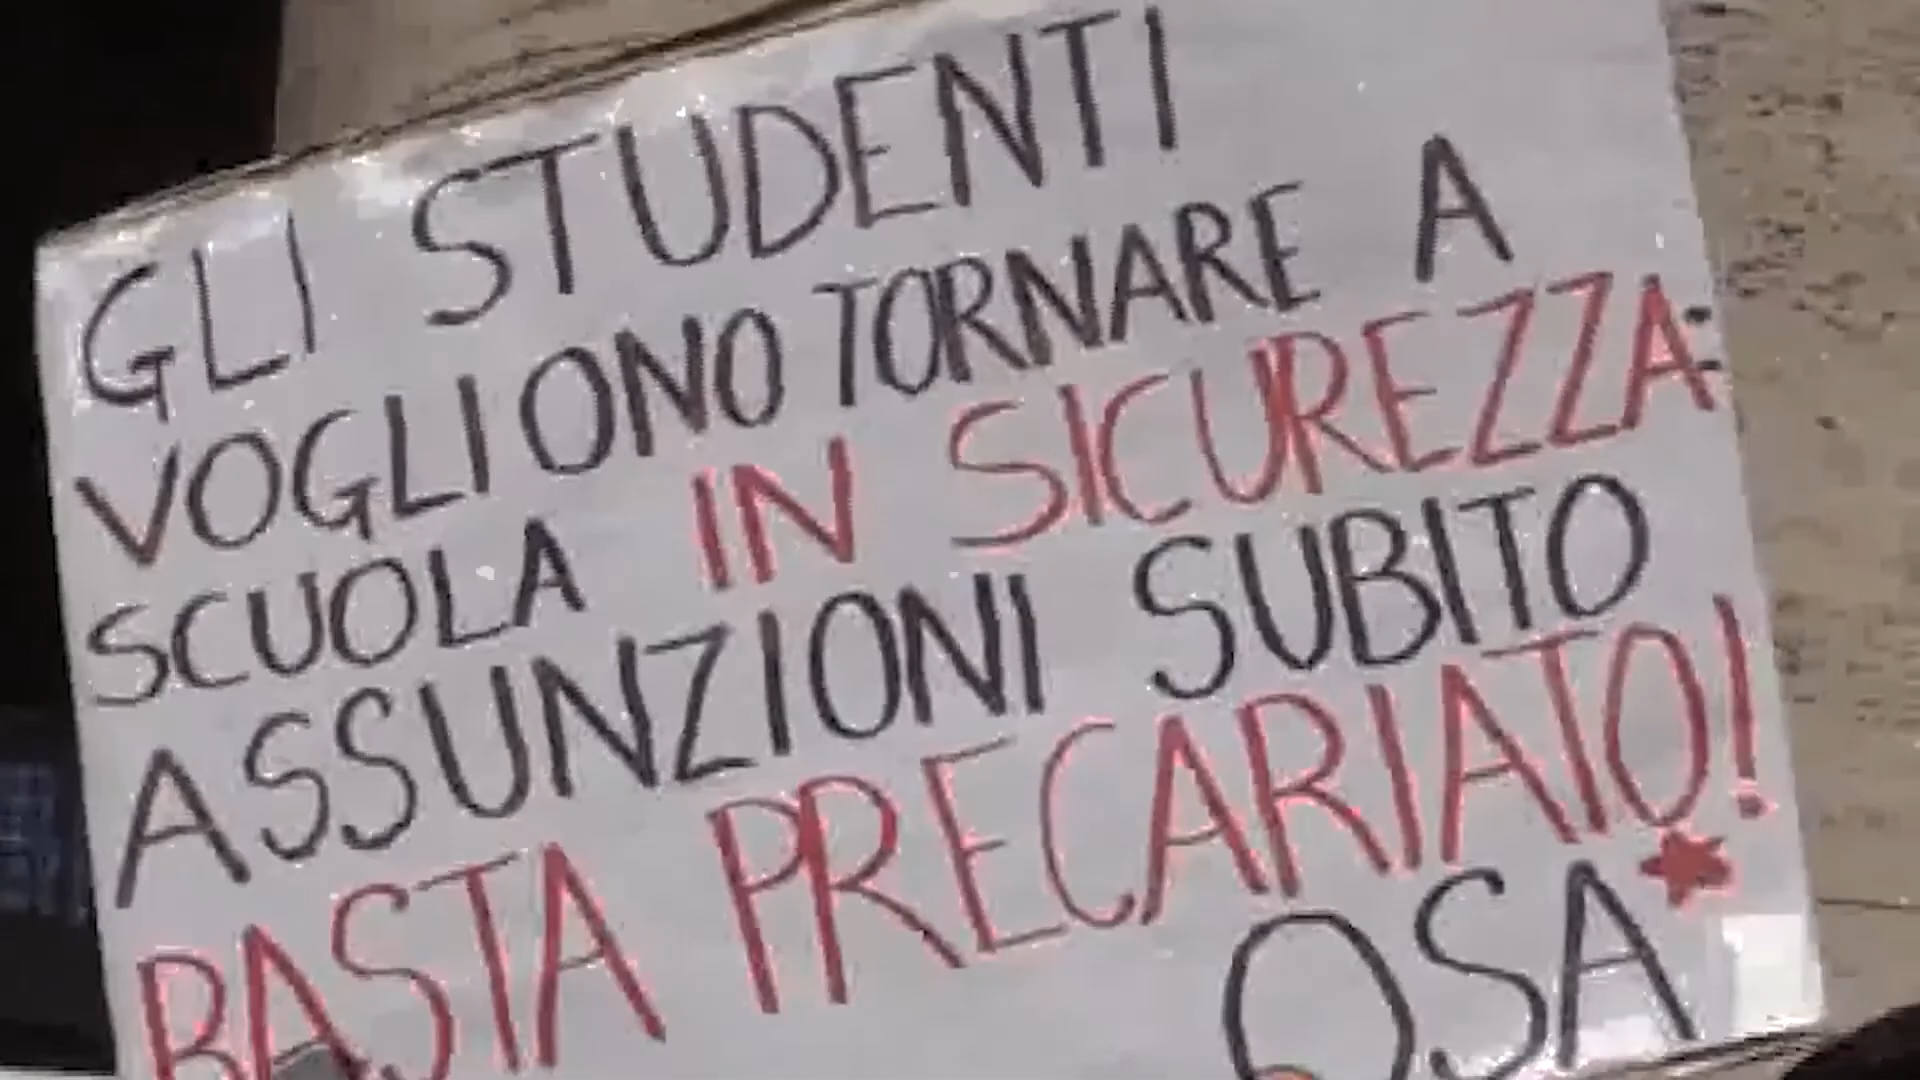 GLI STUDENTI
VOGLIONO TORNARE A
SCUOLA IN SICUREZZA:
ASSUNZIONI SUBITO
BASTA PRECARIATO!
OSA